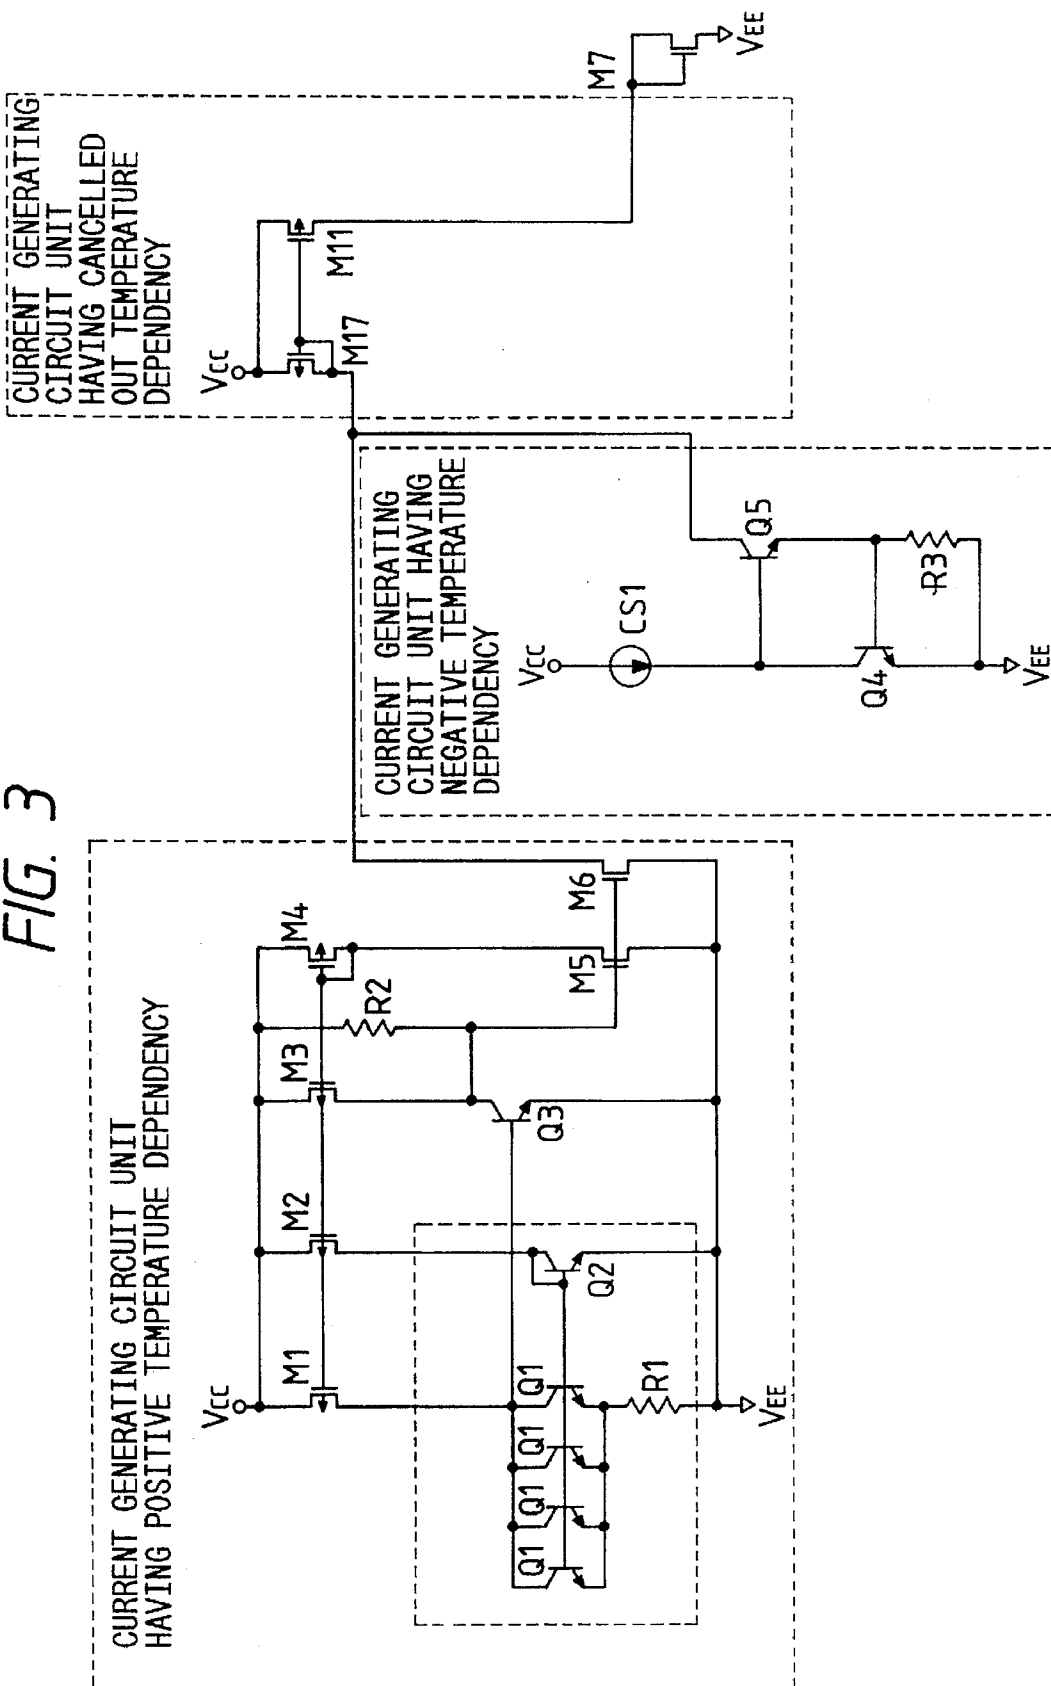 FIG. 3
CURRENT GENERATING CIRCUIT UNIT
HAVING POSITIVE TEMPERATURE DEPENDENCY
VCC
M1
M2
M3
R2
M4
Q1
Q1
Q1
Q1
Q2
Q3
M5
M6
R1
VEE
CURRENT GENERATING
CIRCUIT UNIT HAVING
NEGATIVE TEMPERATURE
DEPENDENCY
VCC
CS1
Q5
Q4
R3
VEE
CURRENT GENERATING
CIRCUIT UNIT
HAVING CANCELLED
OUT TEMPERATURE
DEPENDENCY
VCC
M17
M11
M7
VEE